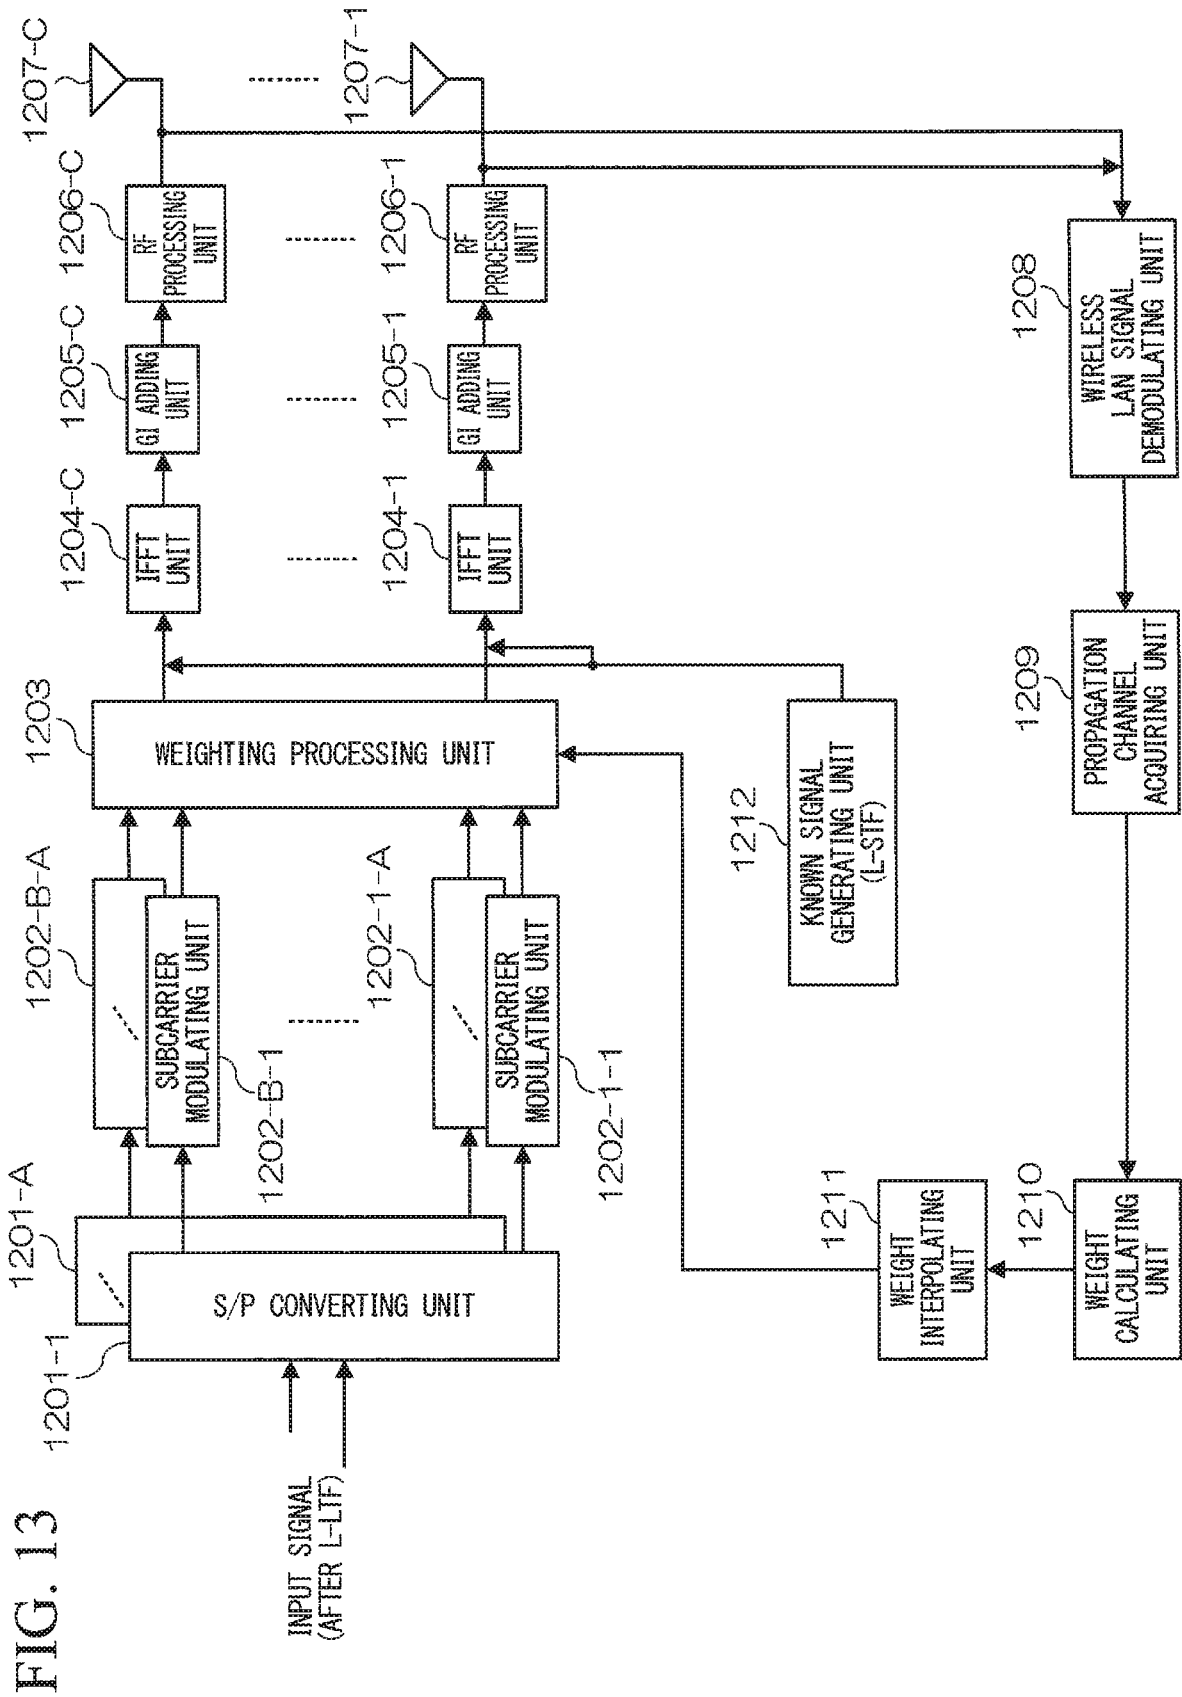 FIG. 13
INPUT SIGNAL
(AFTER L-LTF)
1201-1
1201-A
S/P CONVERTING UNIT
1202-B-A
SUBCARRIER
MODULATING UNIT
1202-B-1
1202-1-A
SUBCARRIER
MODULATING UNIT
1202-1-1
1203
WEIGHTING PROCESSING UNIT
1204-C
IFFT
UNIT
1205-C
GI ADDING
UNIT
1206-C
RF
PROCESSING
UNIT
1207-C
1204-1
IFFT
UNIT
1205-1
GI ADDING
UNIT
1206-1
RF
PROCESSING
UNIT
1207-1
1212
KNOWN SIGNAL
GENERATING UNIT
(L-STF)
1211
WEIGHT
INTERPOLATING
UNIT
1210
WEIGHT
CALCULATING
UNIT
1209
PROPAGATION
CHANNEL
ACQUIRING UNIT
1208
WIRELESS
LAN SIGNAL
DEMODULATING UNIT